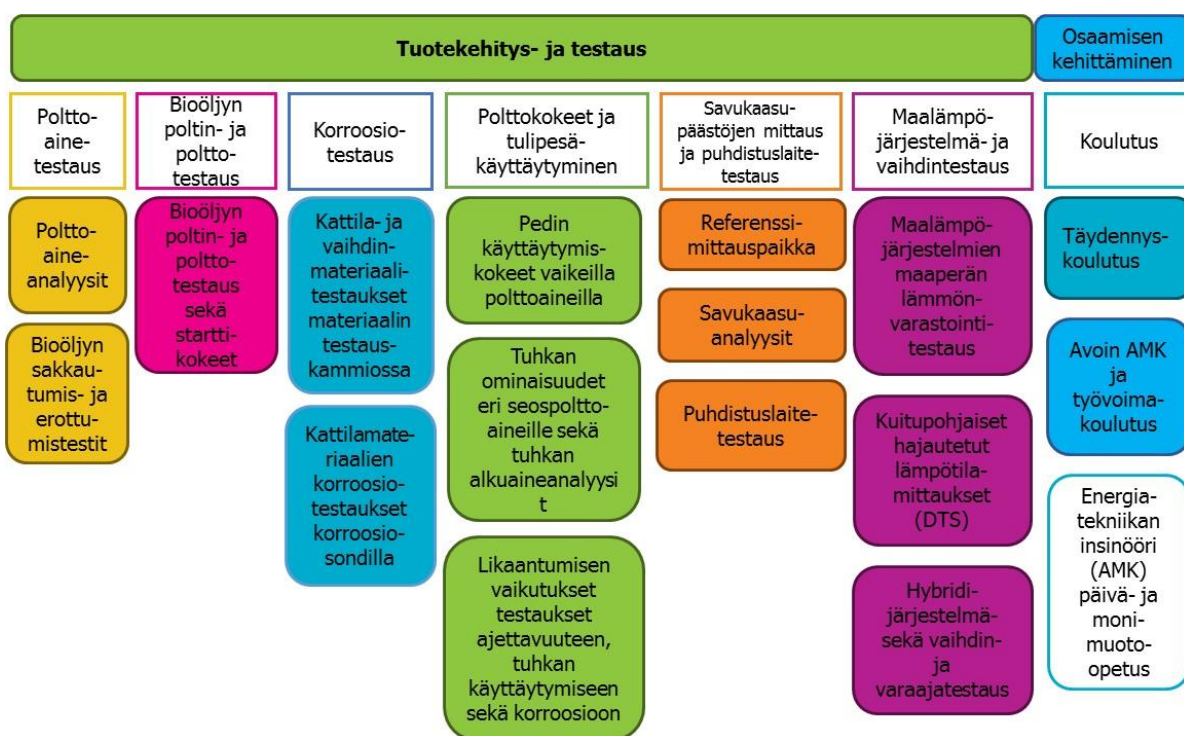 Tuotekehitys- ja testaus
Osaamisen
kehittäminen
Poltto-
aine-
testaus
Bioöljyn
poltin- ja
poltto-
testaus
Korroosio-
testaus
Polttokokeet ja
tulipesä-
käyttäytyminen
Savukaasu-
päästöjen mittaus
ja puhdistuslaite-
testaus
Maalämpö-
järjestelmä- ja
vaihdintestaus
Koulutus
Poltto-
aine-
analyysit
Bioöljyn
sakkau-
tumis- ja
erottu-
mistestit
Bioöljyn
poltin- ja
poltto-
testaus
sekä
startti-
kokeet
Kattila- ja
vaihdin-
materiaali-
testaukset
materiaalin
testaus-
kammiossa
Kattilamate-
riaalien
korroosio-
testaukset
korroosio-
sondilla
Pedin
käyttäytymis-
kokeet vaikeilla
polttoaineilla
Tuhkan
ominaisuudet
eri seospoltto-
aineille sekä
tuhkan
alkuaineanalyysi
t
Likaantumisen
vaikutukset
testaukset
ajettavuuteen,
tuhkan
käyttäytymiseen
sekä korroosioon
Referenssi-
mittauspaikka
Savukaasu-
analyysit
Puhdistuslaite-
testaus
Maalämpö-
järjestelmien
maaperän
lämmön-
varastointi-
testaus
Kuitupohjaiset
hajautetut
lämpötila-
mittaukset
(DTS)
Hybridi-
järjestelmä-
sekä vaihdin-
ja
varaajatestaus
Täydennys-
koulutus
Avoin AMK
ja
työvoima-
koulutus
Energia-
tekniikan
insinööri
(AMK)
päivä- ja
moni-
muoto-
opetus